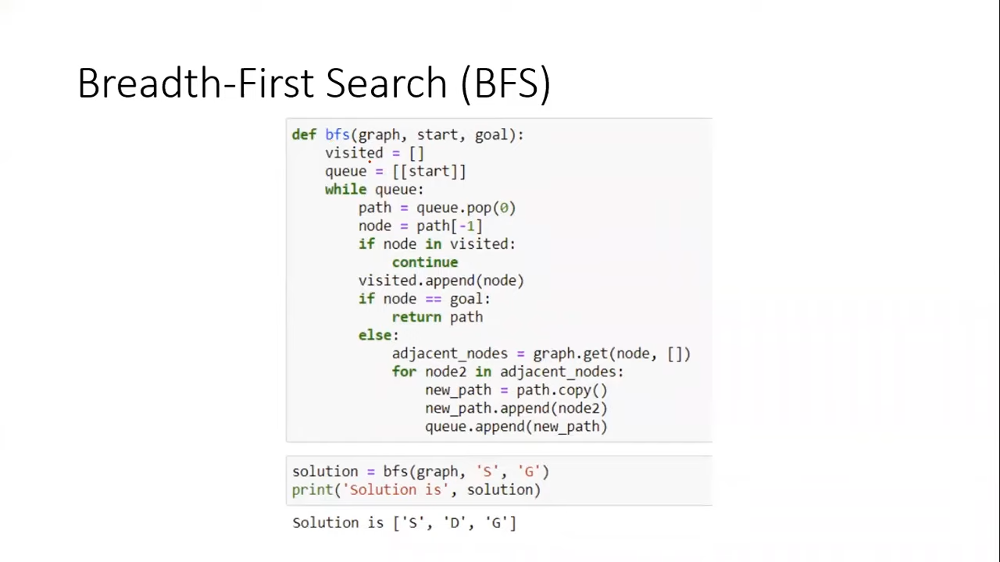 Breadth-First Search (BFS)
def bfs(graph, start, goal):
    visited = []
    queue = [[start]]
    while queue:
        path = queue.pop(0)
        node = path[-1]
        if node in visited:
            continue
        visited.append(node)
        if node == goal:
            return path
        else:
            adjacent_nodes = graph.get(node, [])
            for node2 in adjacent_nodes:
                new_path = path.copy()
                new_path.append(node2)
                queue.append(new_path)
solution = bfs(graph, 'S', 'G')
print('Solution is', solution)
Solution is ['S', 'D', 'G']